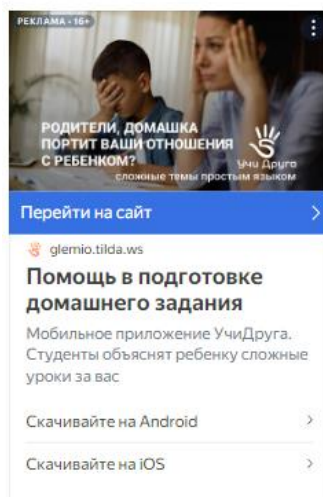 РЕКЛАМА • 16+
РОДИТЕЛИ, ДОМАШКА
ПОРТИТ ВАШИ ОТНОШЕНИЯ
С РЕБЕНКОМ?
Учи Друга
сложные темы простым языком
Перейти на сайт
glemio.tilda.ws
Помощь в подготовке
домашнего задания
Мобильное приложение УчиДруга.
Студенты объяснят ребенку сложные
уроки за вас
Скачивайте на Android
Скачивайте на iOS